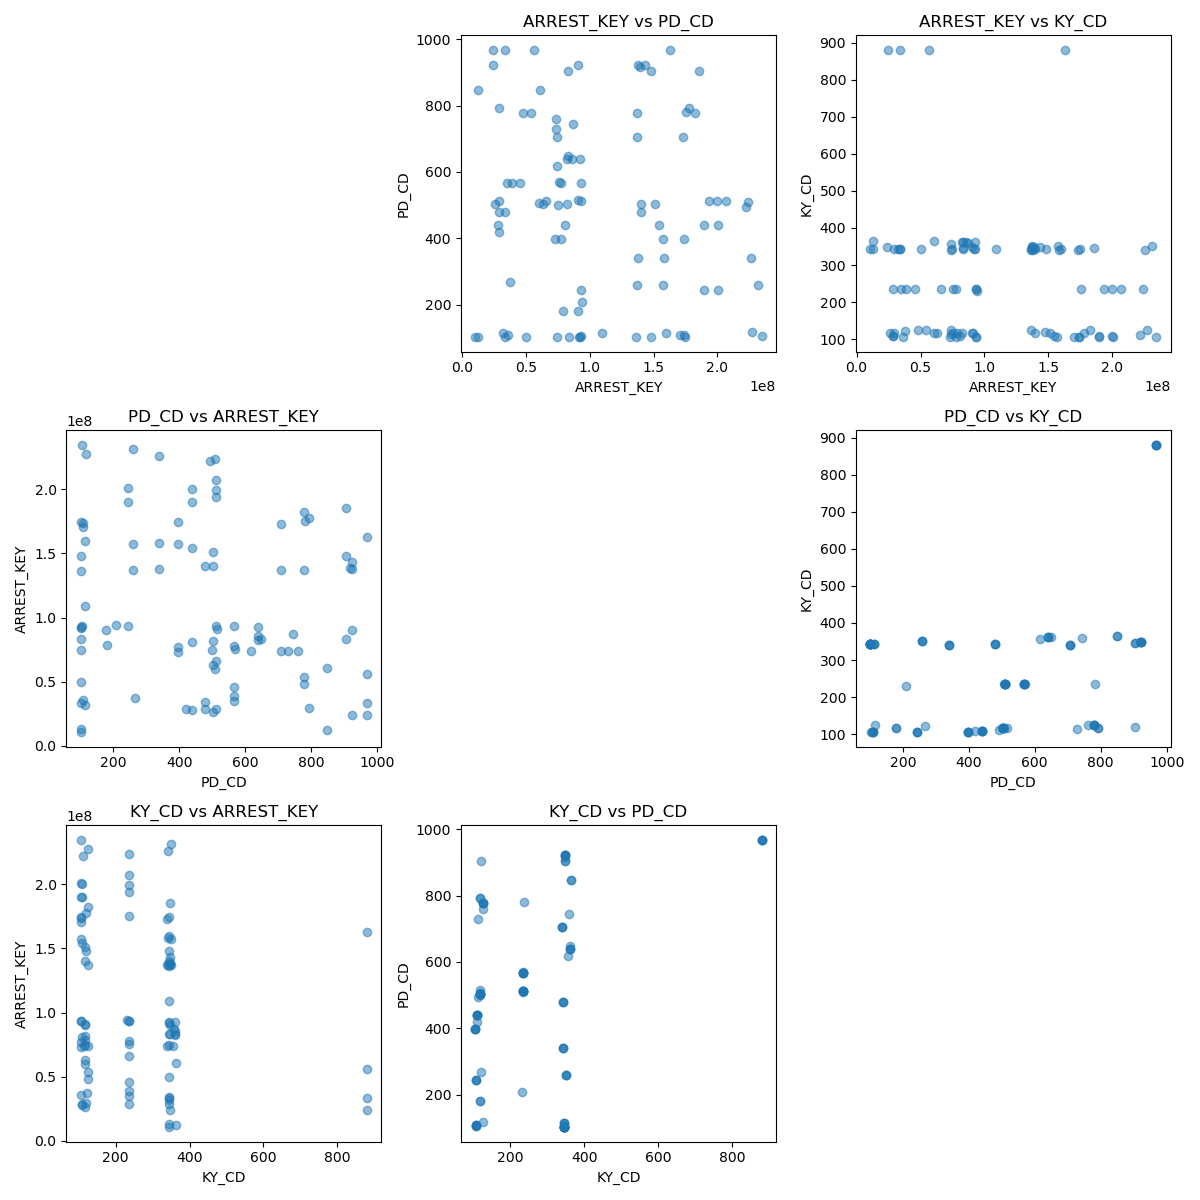 ARREST_KEY vs PD_CD
1000
800
600
400
200
0.0 0.5 1.0 1.5 2.0
1e8
ARREST_KEY
PD_CD
ARREST_KEY vs KY_CD
900
800
700
600
500
400
300
200
100
0.0 0.5 1.0 1.5 2.0
1e8
ARREST_KEY
KY_CD
PD_CD vs ARREST_KEY
1e8
2.0
1.5
1.0
0.5
0.0
200 400 600 800 1000
PD_CD
ARREST_KEY
PD_CD vs KY_CD
900
800
700
600
500
400
300
200
100
200 400 600 800 1000
PD_CD
KY_CD
KY_CD vs ARREST_KEY
1e8
2.0
1.5
1.0
0.5
0.0
200 400 600 800
KY_CD
ARREST_KEY
KY_CD vs PD_CD
1000
800
600
400
200
200 400 600 800
KY_CD
PD_CD